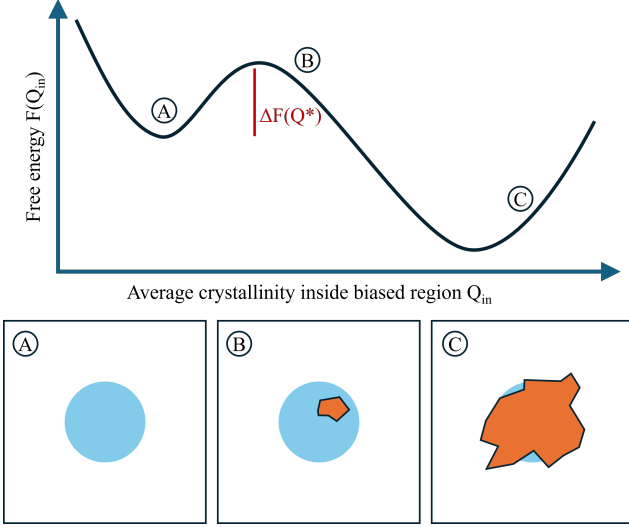 Free energy F(Qin)
A
B
ΔF(Q*)
C
Average crystallinity inside biased region Qin
A
B
C